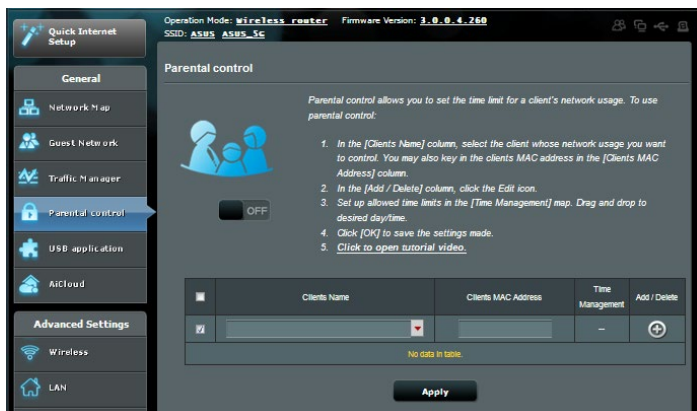 Operation Mode: Wireless router Firmware Version: 3.0.0.4.260
SSID: ASUS ASUS_5G
Quick Internet
Setup
General
Network Map
Guest Network
Traffic Manager
Parental control
USB application
AiCloud
Advanced Settings
Wireless
LAN
Parental control
Parental control allows you to set the time limit for a client's network usage. To use
parental control:
1. In the [Clients Name] column, select the client whose network usage you want
to control. You may also key in the clients MAC address in the [Clients MAC
Address] column.
2. In the [Add / Delete] column, click the Edit icon.
3. Set up allowed time limits in the [Time Management] map. Drag and drop to
desired day/time.
4. Click [OK] to save the settings made.
5. Click to open tutorial video.
OFF
Clients Name Clients MAC Address Time Management Add / Delete
–
No data in table.
Apply